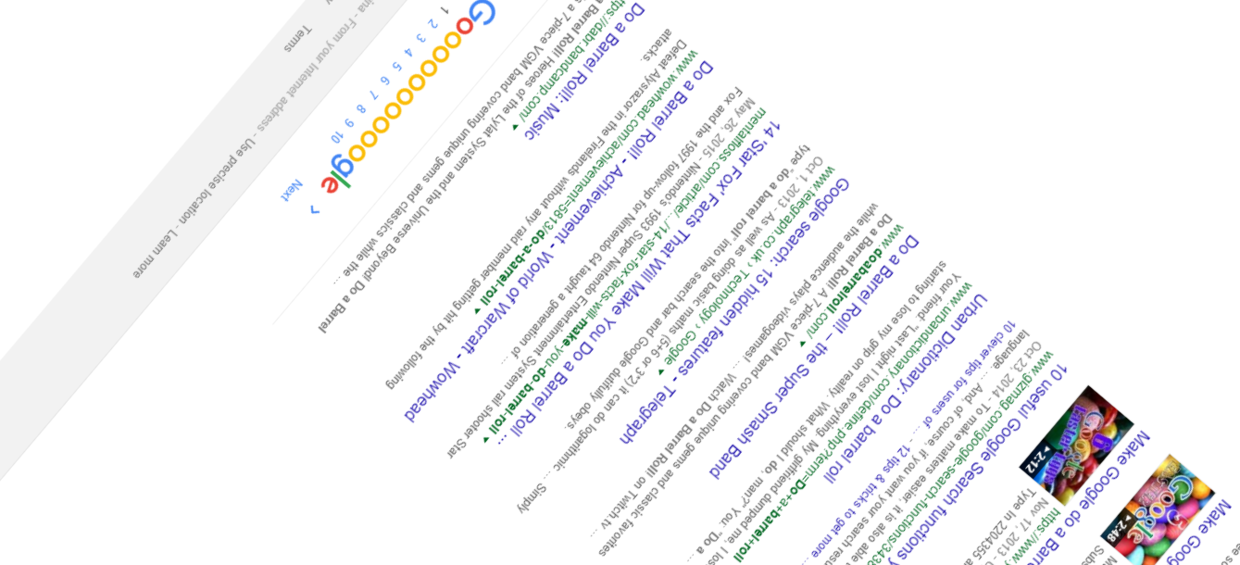 Make Goog
2:48
Subs
Make Google do a Barre
https://www.y
Nov 17, 2013 -
Type in 2204355 a
Easter Eggs
2:12
10 useful Google Search functions y
www.gizmag.com/google-search-functions/3438
Oct 23, 2014 - To make matters easier, it is also able
language. ... And, of course, if you want your search resu
10 clever tips for users of ... - 12 tips & tricks to get more ...
Urban Dictionary: Do a barrel roll
www.urbandictionary.com/define.php?term=Do+a+barrel+roll
Your friend: "Last night I lost everything. My girlfriend dumped me, I los
starting to lose my grip on reality. What should I do, man?" You: "Do a
Do a Barrel Roll! – the Super Smash Band
www.doabarrelroll.com/
Do a Barrel Roll! A 7-piece VGM band covering unique gems and classic favorites
while the audience plays videogames! ... Watch Do a Barrel Roll! on Twitch.tv ...
Google search: 15 hidden features - Telegraph
www.telegraph.co.uk › Technology › Google
Oct 1, 2013 - As well as doing basic maths (5+6 or 3*2) it can do logarithmic ... Simply
type "do a barrel roll" into the search bar and Google dutifully obeys.
14 'Star Fox' Facts That Will Make You Do a Barrel Roll ...
mentalfloss.com/article/.../14-star-fox-facts-will-make-you-do-barrel-roll
May 26, 2015 - Nintendo's 1993 Super Nintendo Entertainment System rail shooter Star
Fox and the 1997 follow-up for Nintendo 64 taught a generation of ...
Do a Barrel Roll! - Achievement - World of Warcraft - Wowhead
www.wowhead.com/achievement=5813/do-a-barrel-roll
Defeat Alysrazor in the Firelands without any raid member getting hit by the following
attacks.
Do a Barrel Roll!: Music
https://dabr.bandcamp.com/
a Barrel Roll! Heroes of the Lylat System and the Universe Beyond! Do a Barrel
is a 7-piece VGM band covering unique gems and classics while the ...
Goooooooooogle
1 2 3 4 5 6 7 8 9 10 Next
ina - From your Internet address - Use precise location - Learn more
Terms